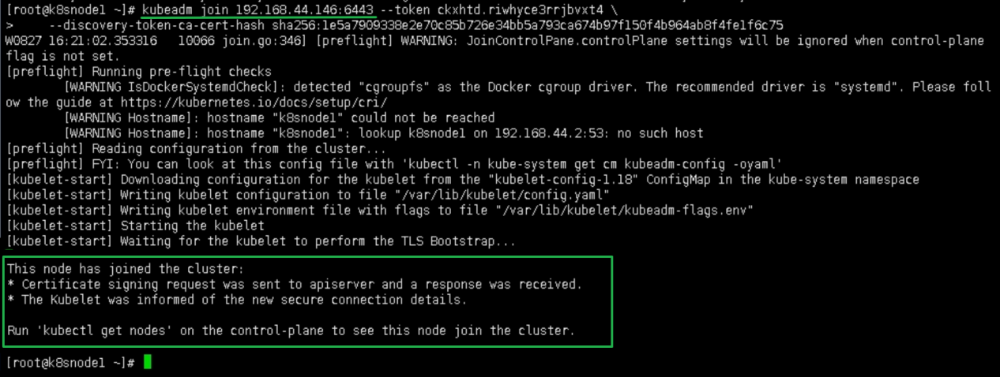 [root@k8snode1 ~]# kubeadm join 192.168.44.146:6443 --token ckxhtd.riwhyce3rrjbvxt4 \
>     --discovery-token-ca-cert-hash sha256:1e5a7909338e2e70c85b726e34bb5a793ca674b97f150f4b964ab8f4fe1f6c75
W0827 16:21:02.353316   10066 join.go:346] [preflight] WARNING: JoinControlPane.controlPlane settings will be ignored when control-plane
flag is not set.
[preflight] Running pre-flight checks
        [WARNING IsDockerSystemdCheck]: detected "cgroupfs" as the Docker cgroup driver. The recommended driver is "systemd". Please foll
ow the guide at https://kubernetes.io/docs/setup/cri/
        [WARNING Hostname]: hostname "k8snode1" could not be reached
        [WARNING Hostname]: hostname "k8snode1": lookup k8snode1 on 192.168.44.2:53: no such host
[preflight] Reading configuration from the cluster...
[preflight] FYI: You can look at this config file with 'kubectl -n kube-system get cm kubeadm-config -oyaml'
[kubelet-start] Downloading configuration for the kubelet from the "kubelet-config-1.18" ConfigMap in the kube-system namespace
[kubelet-start] Writing kubelet configuration to file "/var/lib/kubelet/config.yaml"
[kubelet-start] Writing kubelet environment file with flags to file "/var/lib/kubelet/kubeadm-flags.env"
[kubelet-start] Starting the kubelet
[kubelet-start] Waiting for the kubelet to perform the TLS Bootstrap...
This node has joined the cluster:
* Certificate signing request was sent to apiserver and a response was received.
* The Kubelet was informed of the new secure connection details.
Run 'kubectl get nodes' on the control-plane to see this node join the cluster.
[root@k8snode1 ~]#